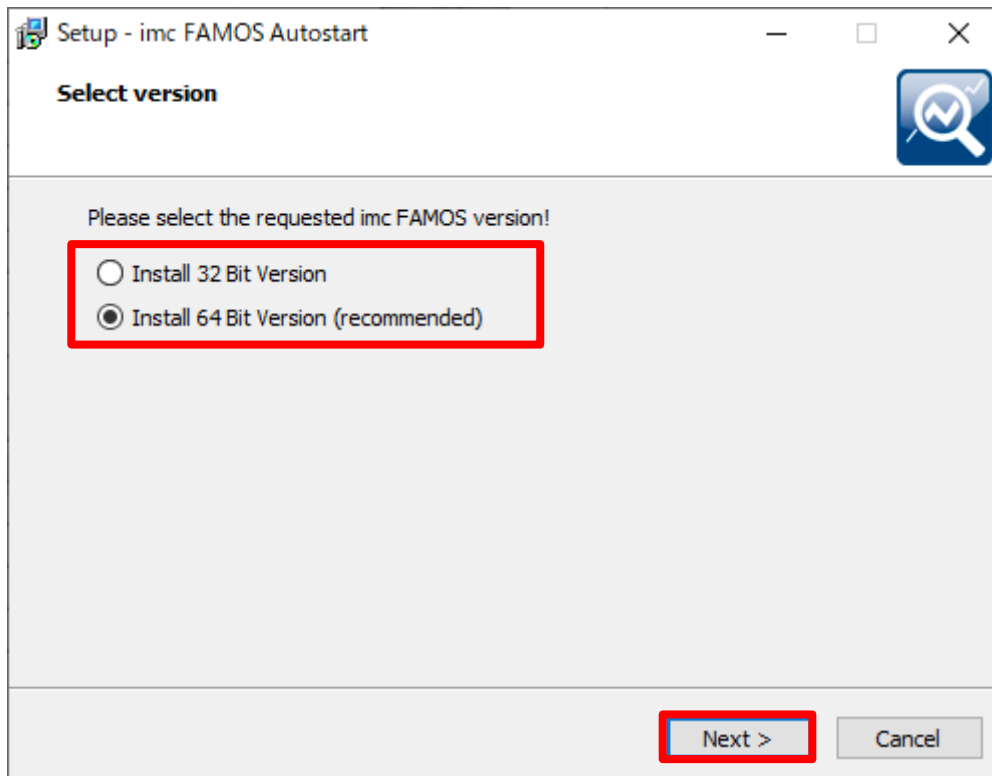 Setup - imc FAMOS Autostart
Select version
Please select the requested imc FAMOS version!
Install 32 Bit Version
Install 64 Bit Version (recommended)
Next >
Cancel